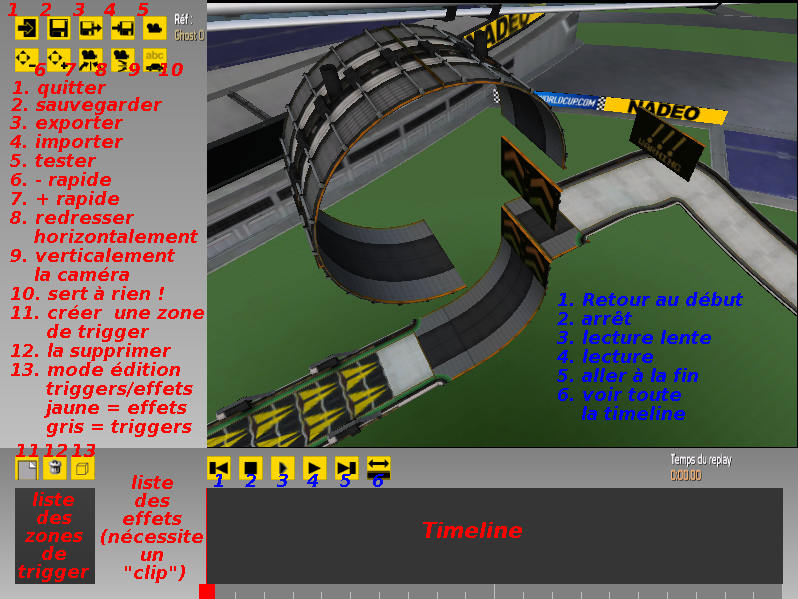 1 2 3 4 5
Réf :
Ghost 0
abc
6 7 8 9 10
1. quitter
2. sauvegarder
3. exporter
4. importer
5. tester
6. - rapide
7. + rapide
8. redresser
horizontalement
9. verticalement
la caméra
10. sert à rien !
11. créer une zone
de trigger
12. la supprimer
13. mode édition
triggers/effets
jaune = effets
gris = triggers
NADEO
WORLDCUP.COM
NADEO
!!!
1. Retour au début
2. arrêt
3. lecture lente
4. lecture
5. aller à la fin
6. voir toute
la timeline
11 12 13
1 2 3 4 5 6
Temps du replay
0:00.00
liste
des
zones
de
trigger
liste
des
effets
(nécessite
un
"clip")
Timeline